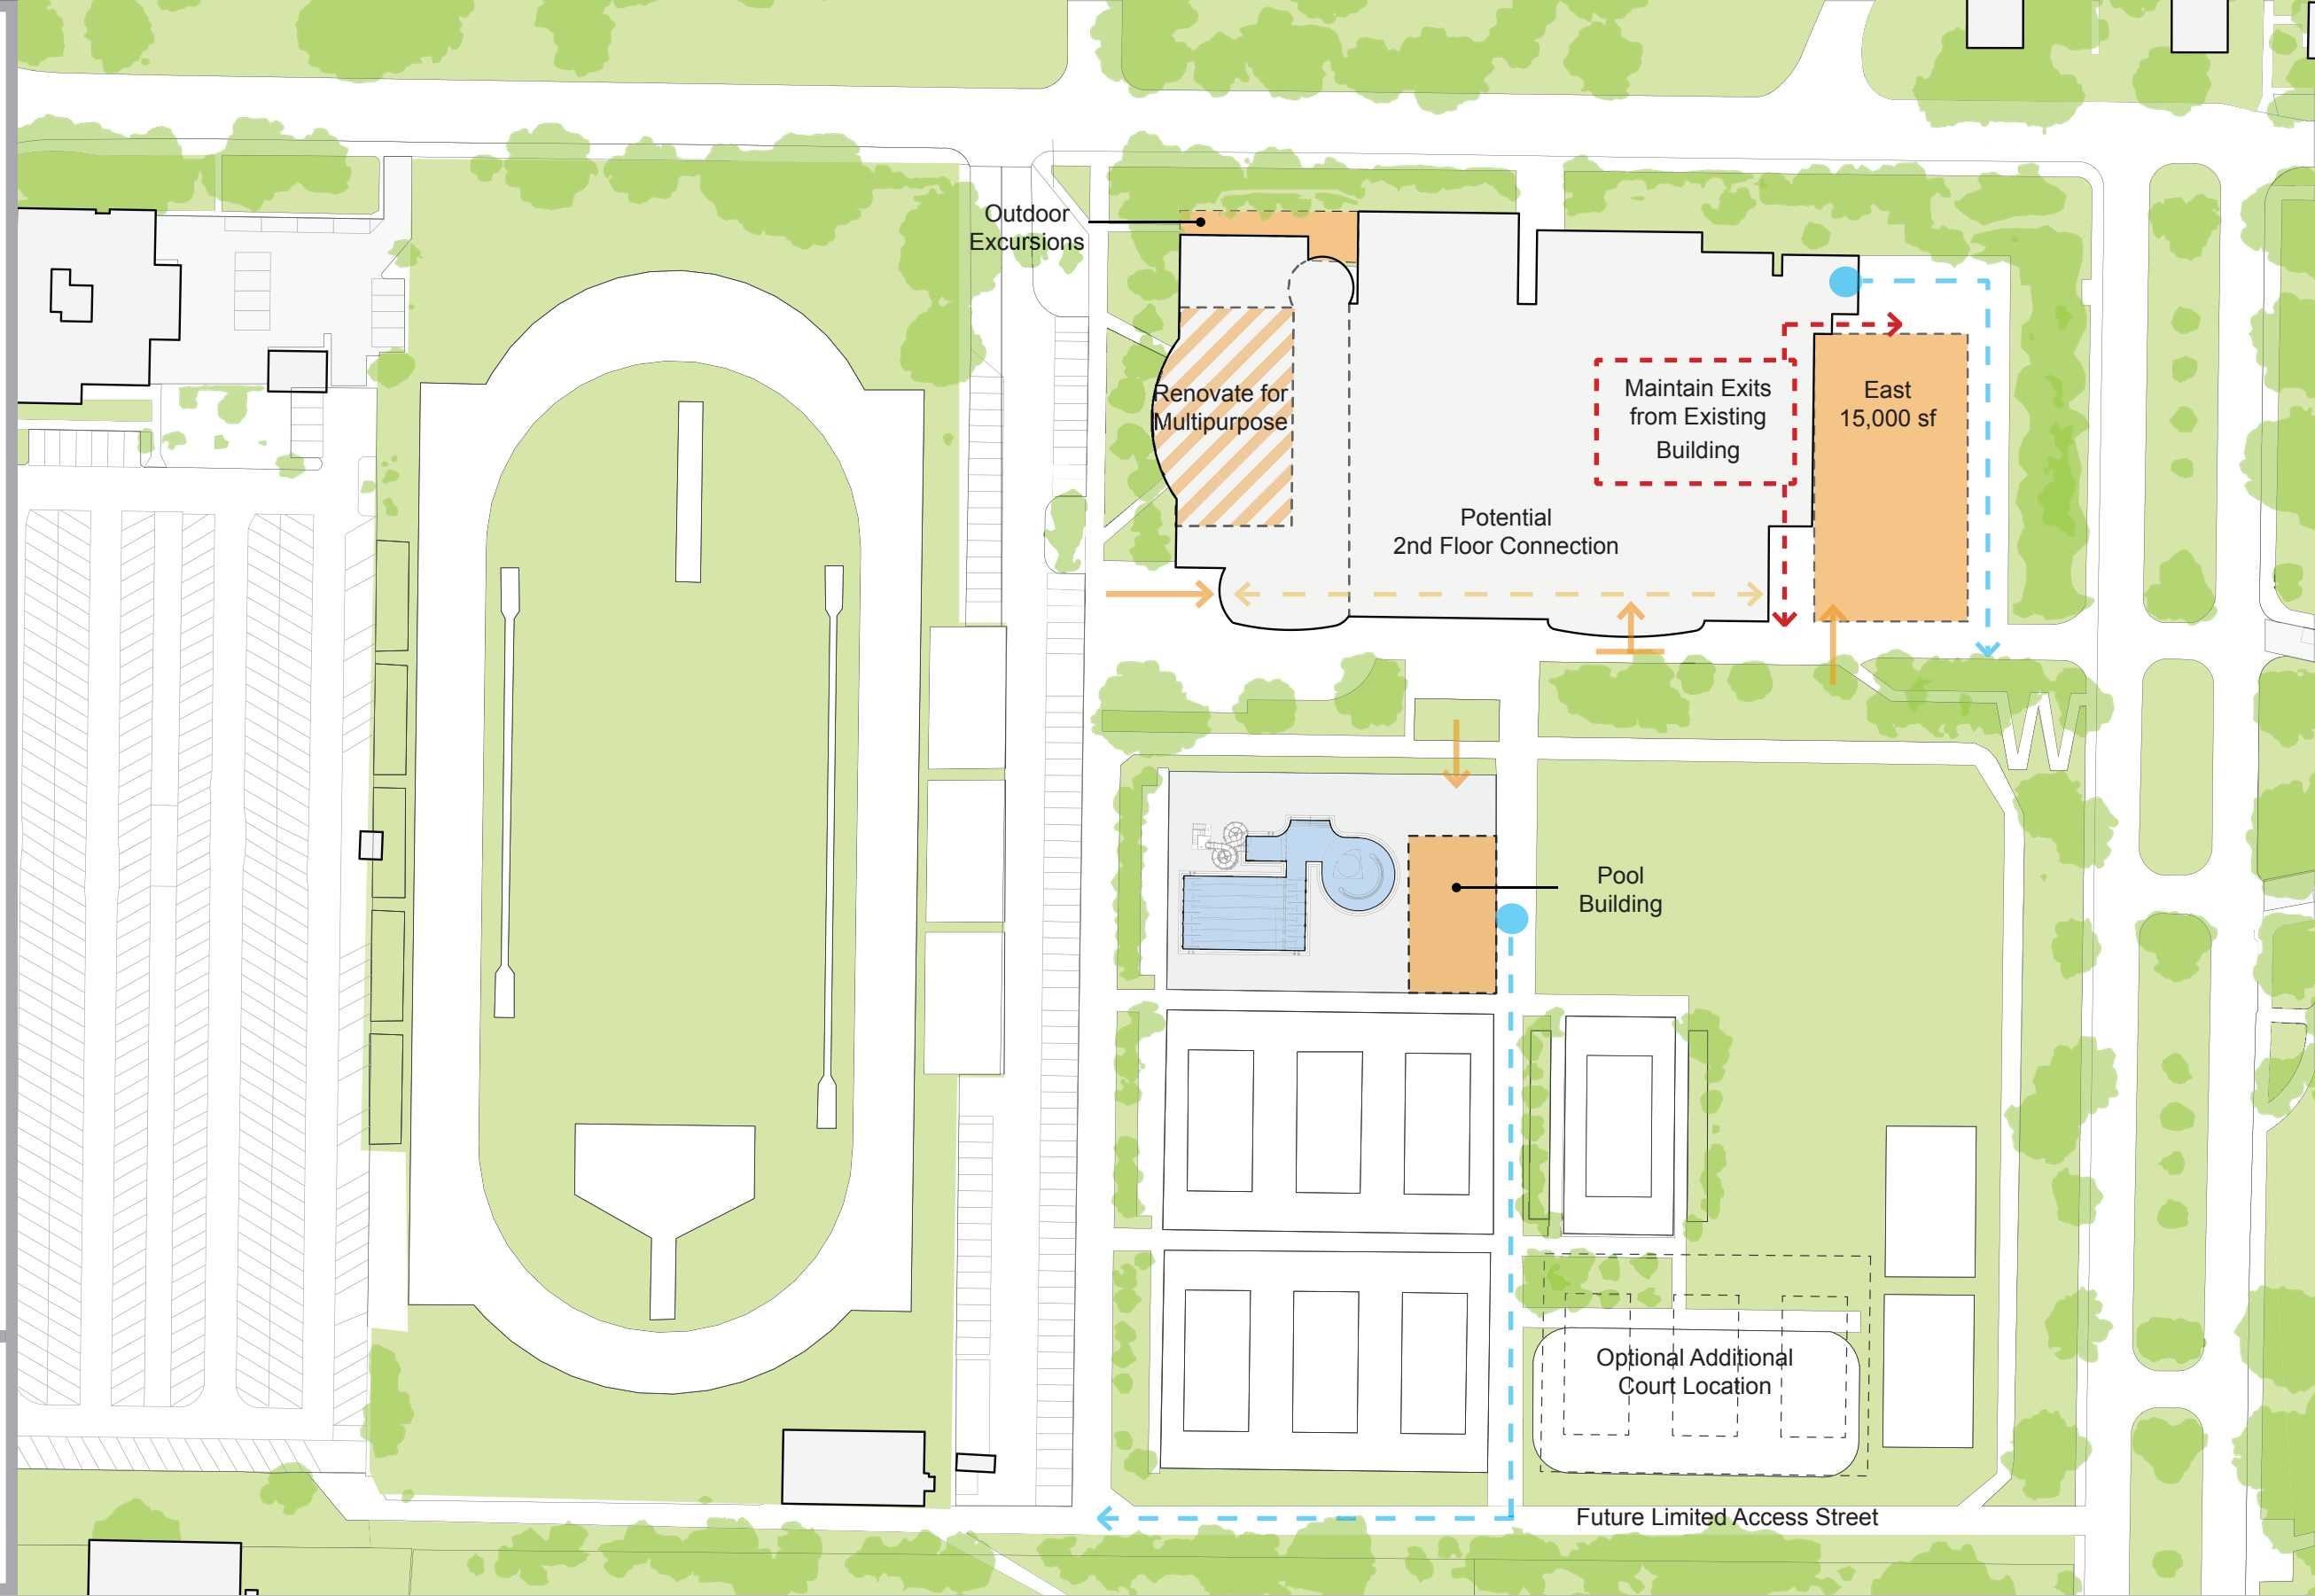 Outdoor
Excursions
Renovate for
Multipurpose
Maintain Exits
from Existing
Building
East
15,000 sf
Potential
2nd Floor Connection
Pool
Building
Optional Additional
Court Location
Future Limited Access Street